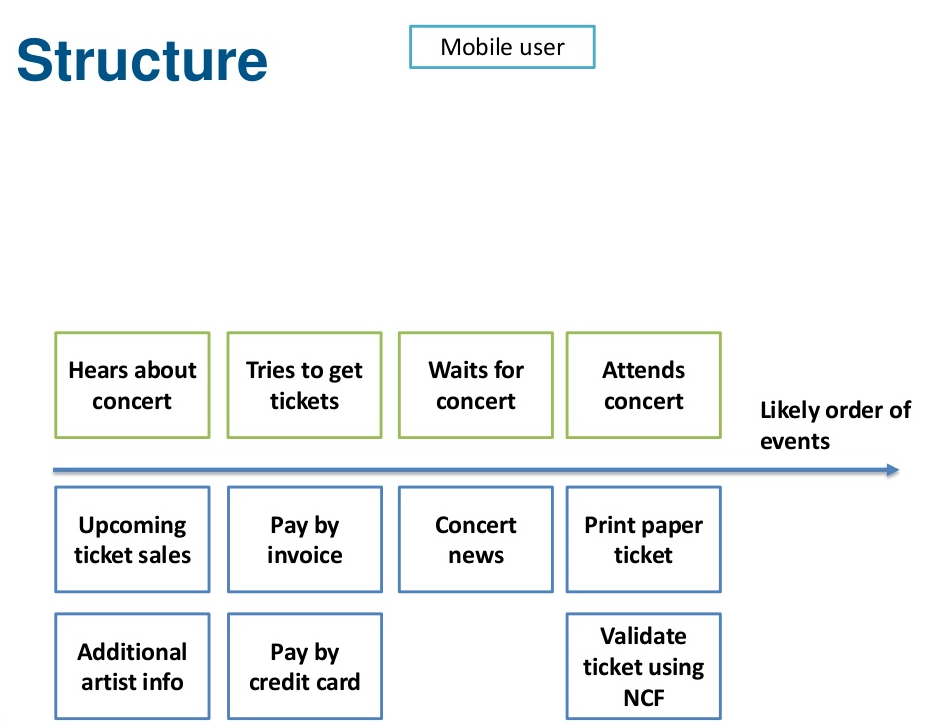 Structure
Mobile user
Hears about
concert
Tries to get
tickets
Waits for
concert
Attends
concert
Likely order of
events
Upcoming
ticket sales
Pay by
invoice
Concert
news
Print paper
ticket
Additional
artist info
Pay by
credit card
Validate
ticket using
NCF